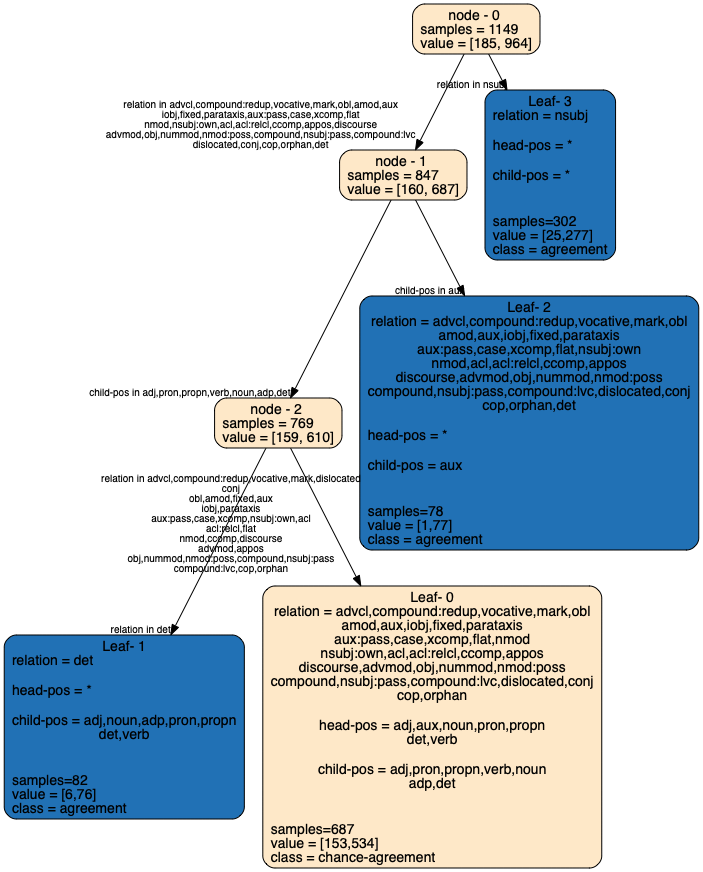 node - 0
samples = 1149
value = [185, 964]
relation in nsubj
relation in advcl,compound:redup,vocative,mark,obl,amod,aux
iobj,fixed,parataxis,aux:pass,case,xcomp,flat
nmod,nsubj:own,acl,acl:relcl,ccomp,appos,discourse
advmod,obj,nummod,nmod:poss,compound,nsubj:pass,compound:lvc
dislocated,conj,cop,orphan,det
Leaf- 3
relation = nsubj
head-pos = *
child-pos = *
samples=302
value = [25,277]
class = agreement
node - 1
samples = 847
value = [160, 687]
child-pos in aux
Leaf- 2
relation = advcl,compound:redup,vocative,mark,obl
amod,aux,iobj,fixed,parataxis
aux:pass,case,xcomp,flat,nsubj:own
nmod,acl,acl:relcl,ccomp,appos
discourse,advmod,obj,nummod,nmod:poss
compound,nsubj:pass,compound:lvc,dislocated,conj
cop,orphan,det
head-pos = *
child-pos = aux
samples=78
value = [1,77]
class = agreement
child-pos in adj,pron,propn,verb,noun,adp,det
node - 2
samples = 769
value = [159, 610]
relation in advcl,compound:redup,vocative,mark,dislocated
conj
obl,amod,fixed,aux
iobj,parataxis
aux:pass,case,xcomp,nsubj:own,acl
acl:relcl,flat
nmod,ccomp,discourse
advmod,appos
obj,nummod,nmod:poss,compound,nsubj:pass
compound:lvc,cop,orphan
relation in det
Leaf- 1
relation = det
head-pos = *
child-pos = adj,noun,adp,pron,propn
det,verb
samples=82
value = [6,76]
class = agreement
Leaf- 0
relation = advcl,compound:redup,vocative,mark,obl
amod,aux,iobj,fixed,parataxis
aux:pass,case,xcomp,flat,nmod
nsubj:own,acl,acl:relcl,ccomp,appos
discourse,advmod,obj,nummod,nmod:poss
compound,nsubj:pass,compound:lvc,dislocated,conj
cop,orphan
head-pos = adj,aux,noun,pron,propn
det,verb
child-pos = adj,pron,propn,verb,noun
adp,det
samples=687
value = [153,534]
class = chance-agreement